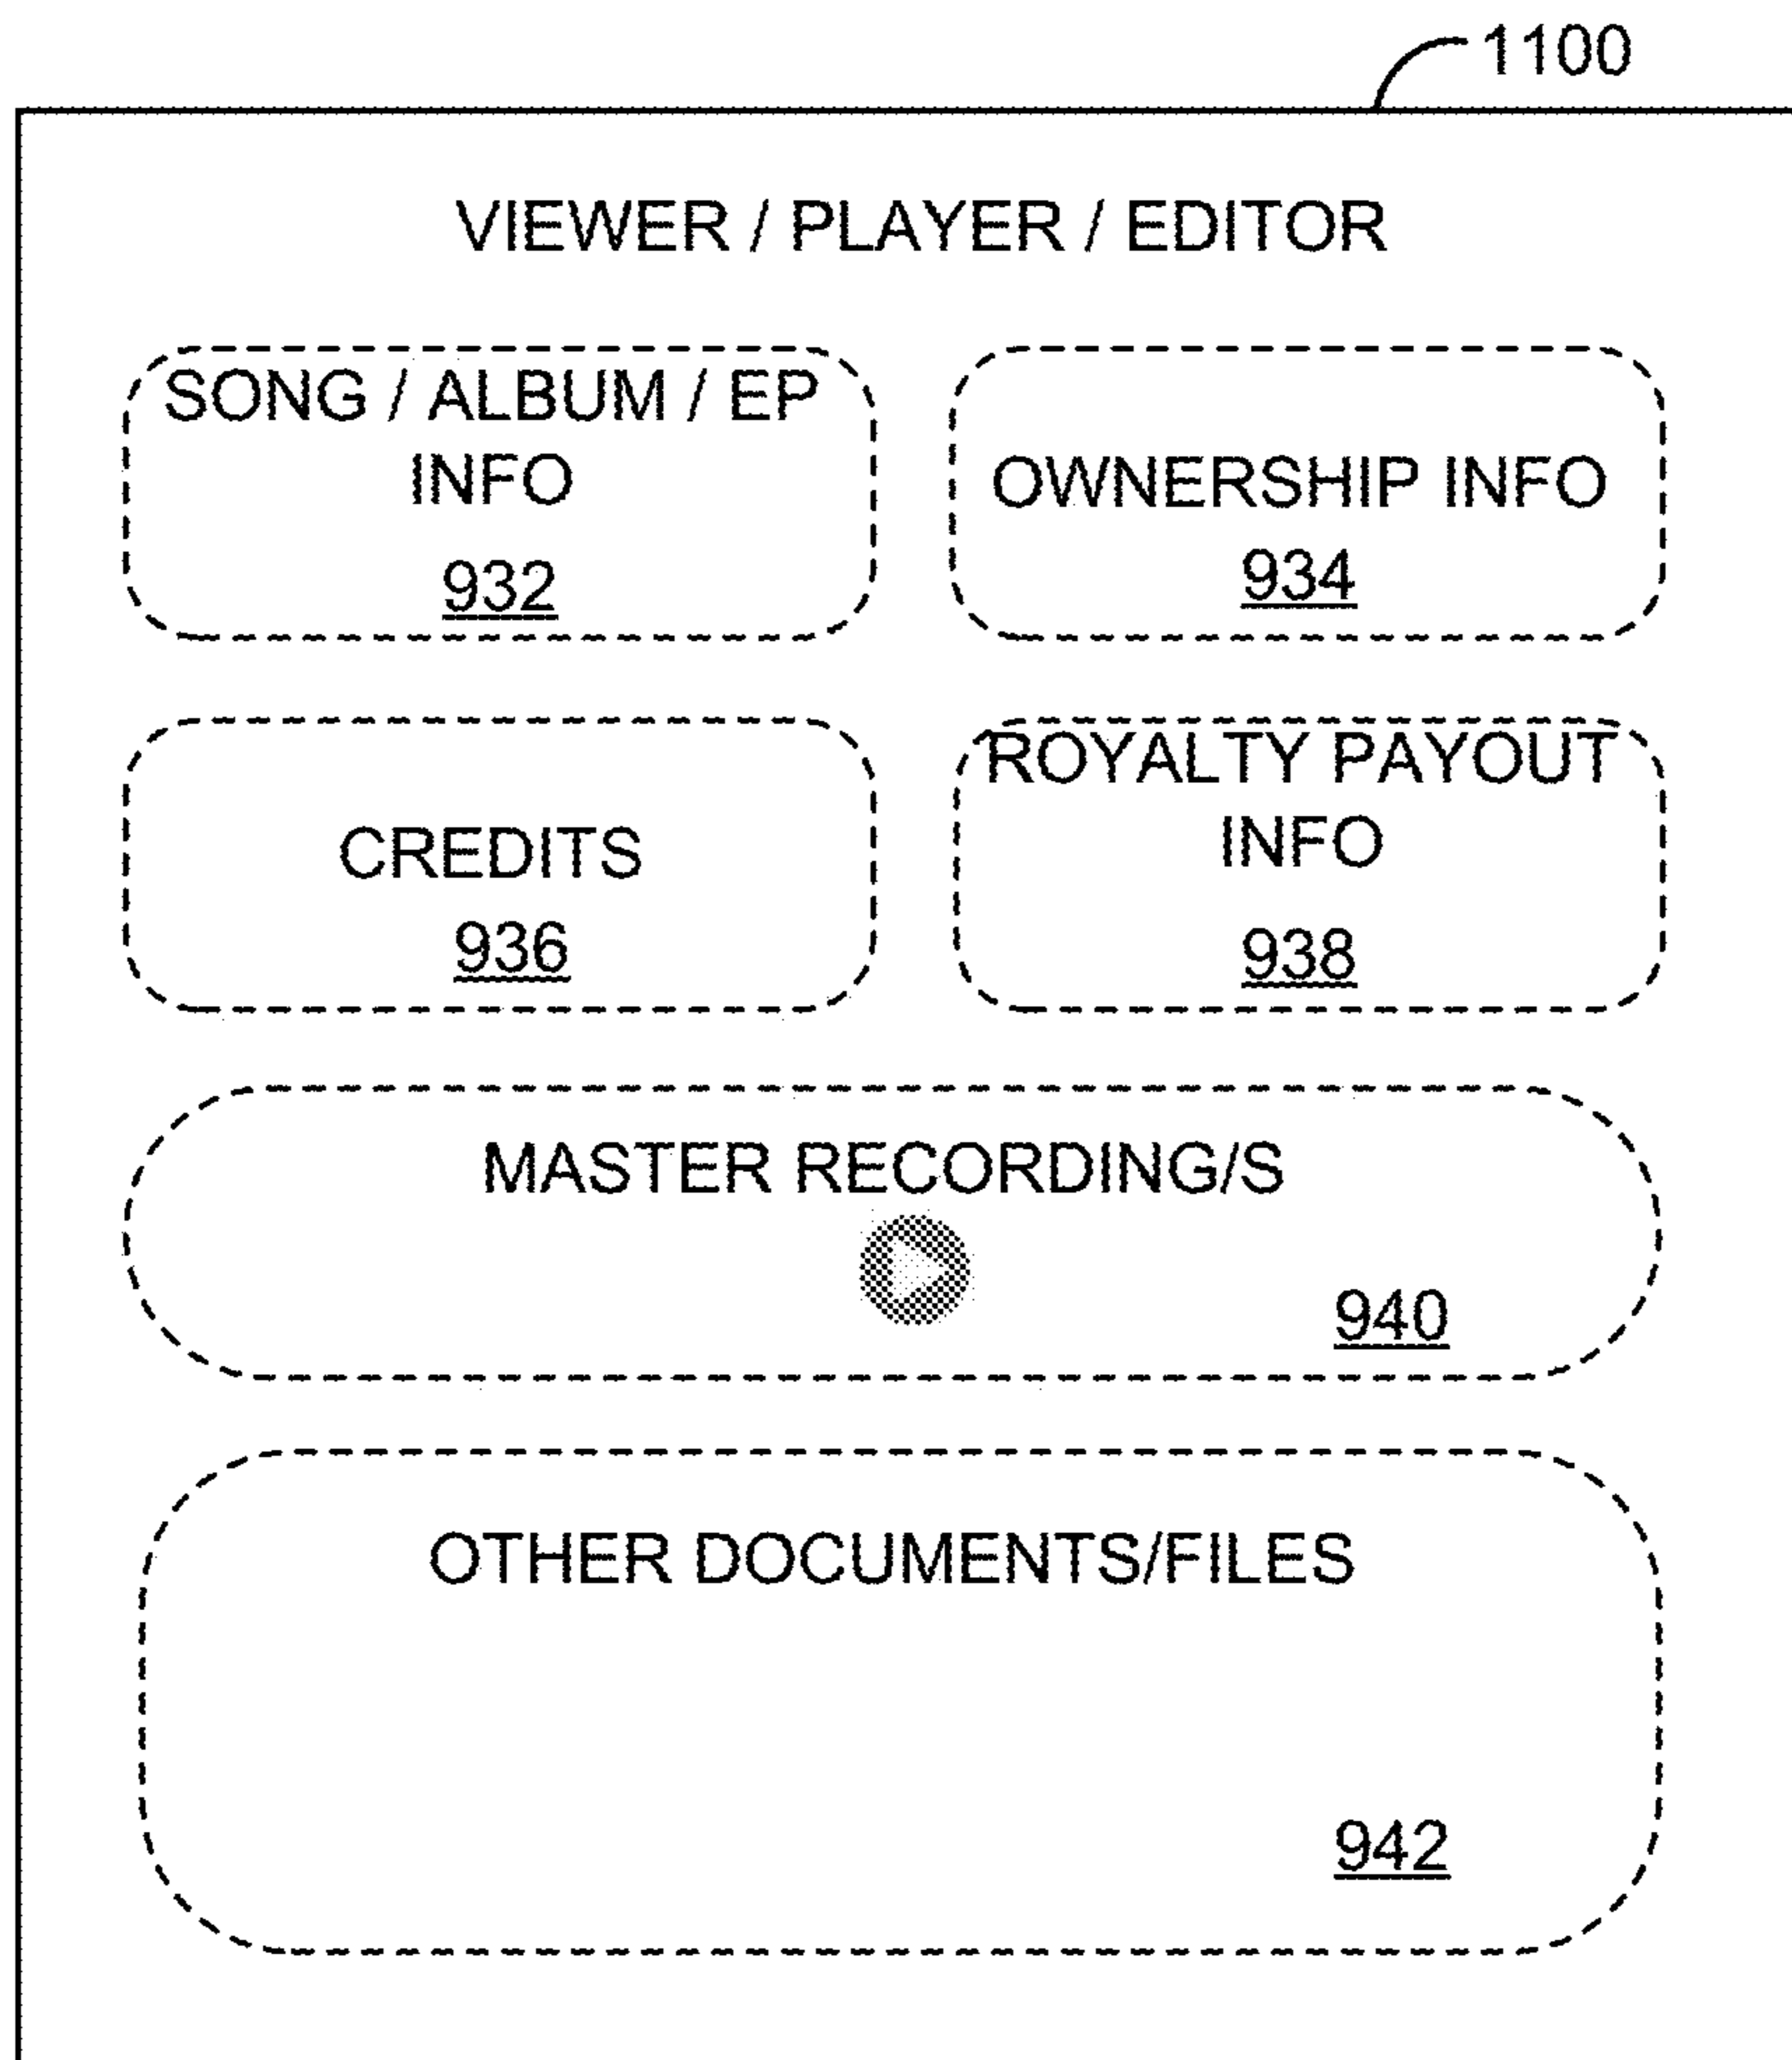 1100
VIEWER / PLAYER / EDITOR
SONG / ALBUM / EP
INFO
932
OWNERSHIP INFO
934
CREDITS
936
ROYALTY PAYOUT
INFO
938
MASTER RECORDING/S
940
OTHER DOCUMENTS/FILES
942